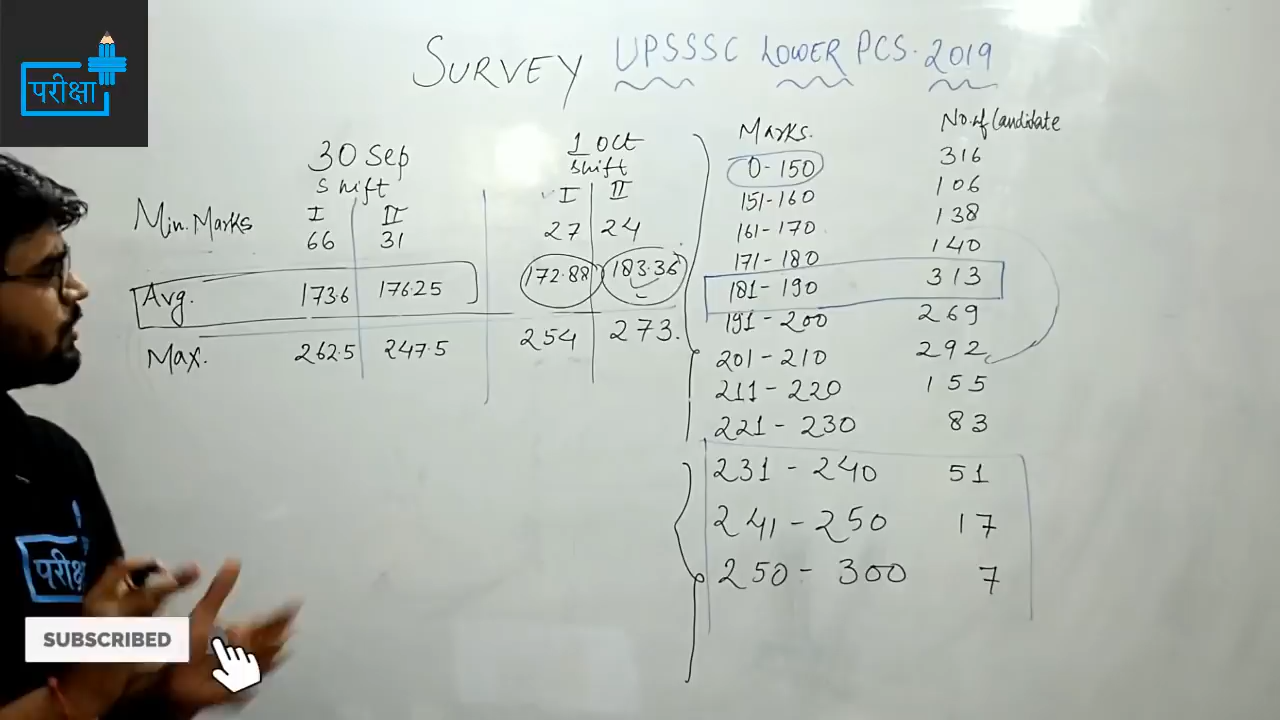 परीक्षा
SURVEY UPSSSC LOWER PCS-2019
30 Sep
Shift
I II
1 Oct
Shift
I II
Min. Marks 66 31 27 24
Avg. 173.6 176.25 172.88 183.36
Max. 262.5 247.5 254 273.
Marks. No. of Candidate
0-150 316
151-160 106
161-170 138
171-180 140
181-190 313
191-200 269
201-210 292
211-220 155
221-230 83
231-240 51
241-250 17
250-300 7
परीक्षा
SUBSCRIBED